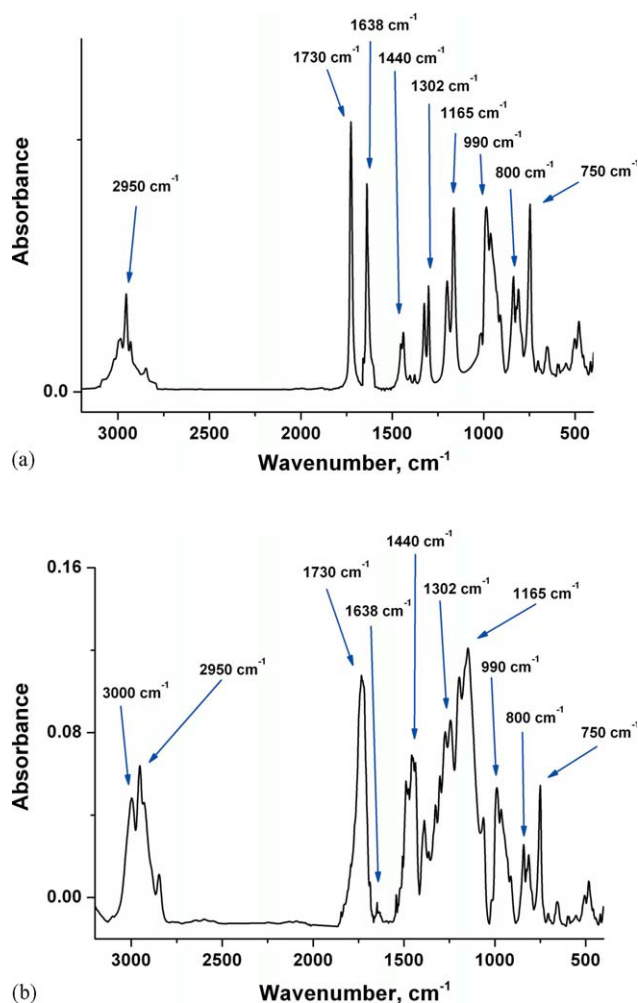 1638 cm⁻¹
1730 cm⁻¹
1440 cm⁻¹
1302 cm⁻¹
1165 cm⁻¹
990 cm⁻¹
800 cm⁻¹
750 cm⁻¹
2950 cm⁻¹
Absorbance
0.0
3000 2500 2000 1500 1000 500
(a)
Wavenumber, cm⁻¹
1440 cm⁻¹
0.16
1730 cm⁻¹
1302 cm⁻¹
1165 cm⁻¹
1638 cm⁻¹
3000 cm⁻¹
2950 cm⁻¹
990 cm⁻¹
800 cm⁻¹
750 cm⁻¹
Absorbance
0.08
0.00
3000 2500 2000 1500 1000 500
(b)
Wavenumber, cm⁻¹